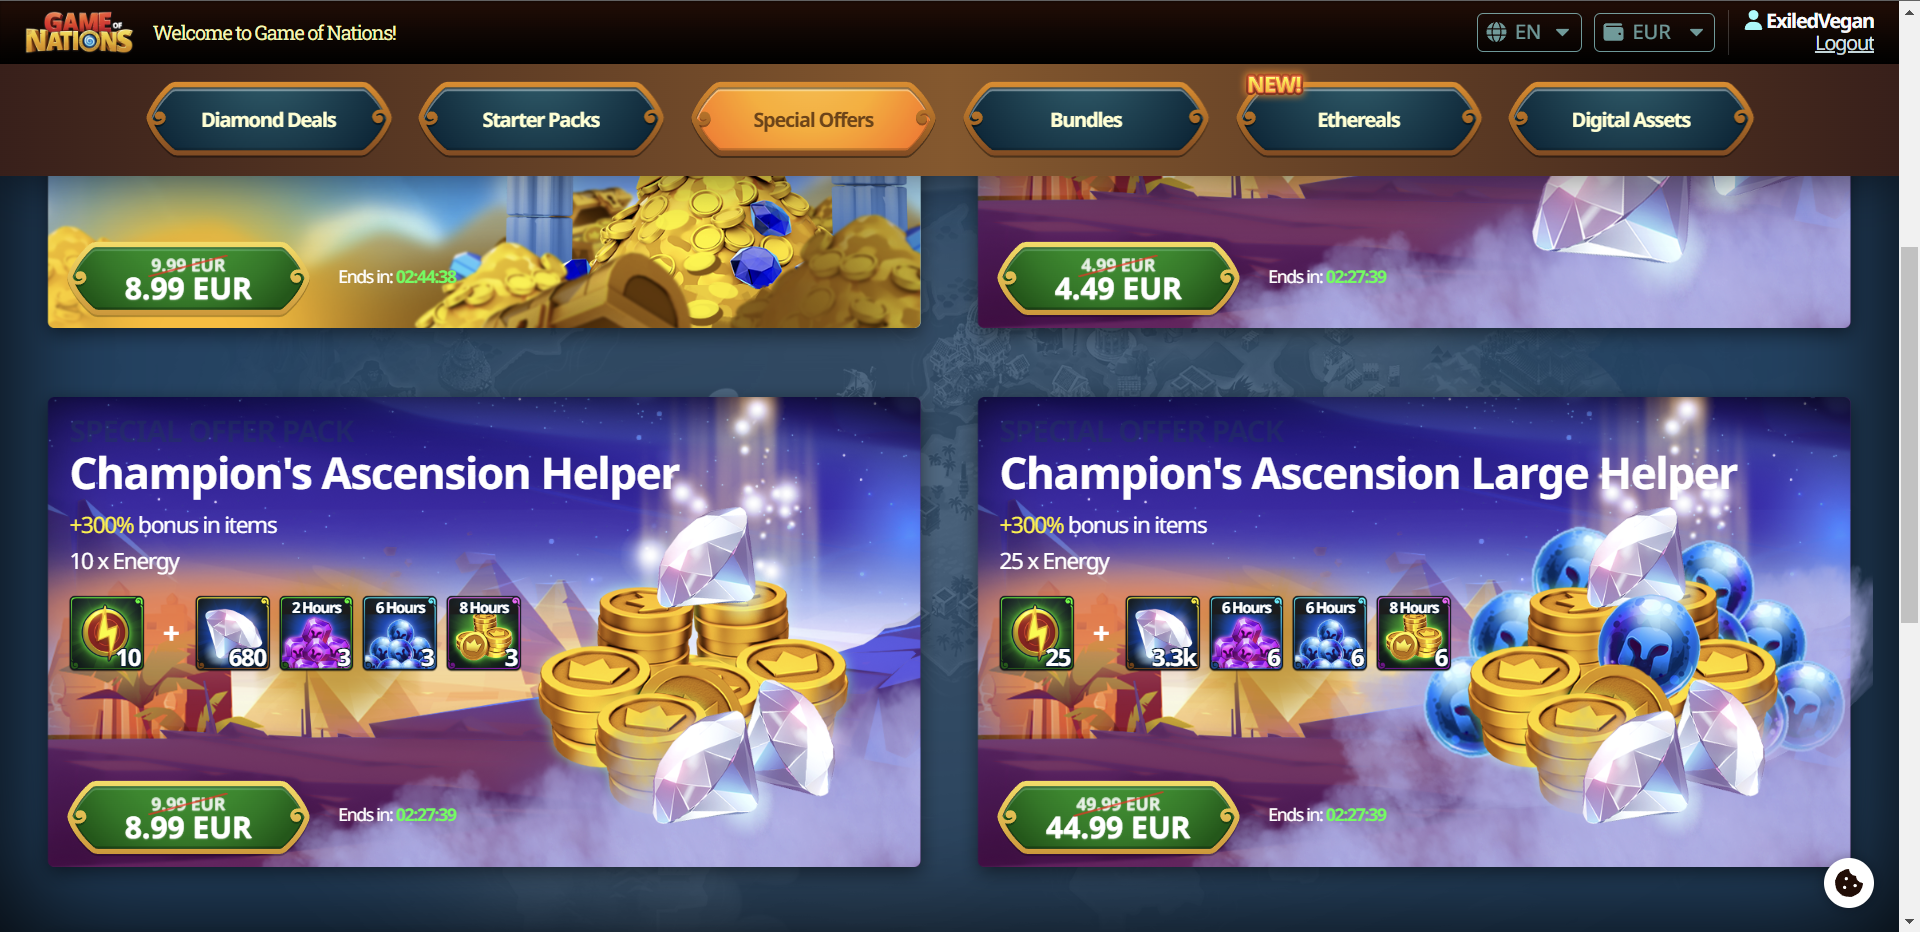 GAME OF NATIONS
Welcome to Game of Nations!
EN
EUR
ExiledVegan
Logout
Diamond Deals
Starter Packs
Special Offers
Bundles
NEW!
Ethereals
Digital Assets
9.99 EUR
8.99 EUR
Ends in: 02:44:38
4.99 EUR
4.49 EUR
Ends in: 02:27:39
SPECIAL OFFER PACK
Champion's Ascension Helper
+300% bonus in items
10 x Energy
10
+
680
2 Hours
3
6 Hours
3
8 Hours
3
9.99 EUR
8.99 EUR
Ends in: 02:27:39
SPECIAL OFFER PACK
Champion's Ascension Large Helper
+300% bonus in items
25 x Energy
25
+
3.3k
6 Hours
6
6 Hours
6
8 Hours
6
49.99 EUR
44.99 EUR
Ends in: 02:27:39